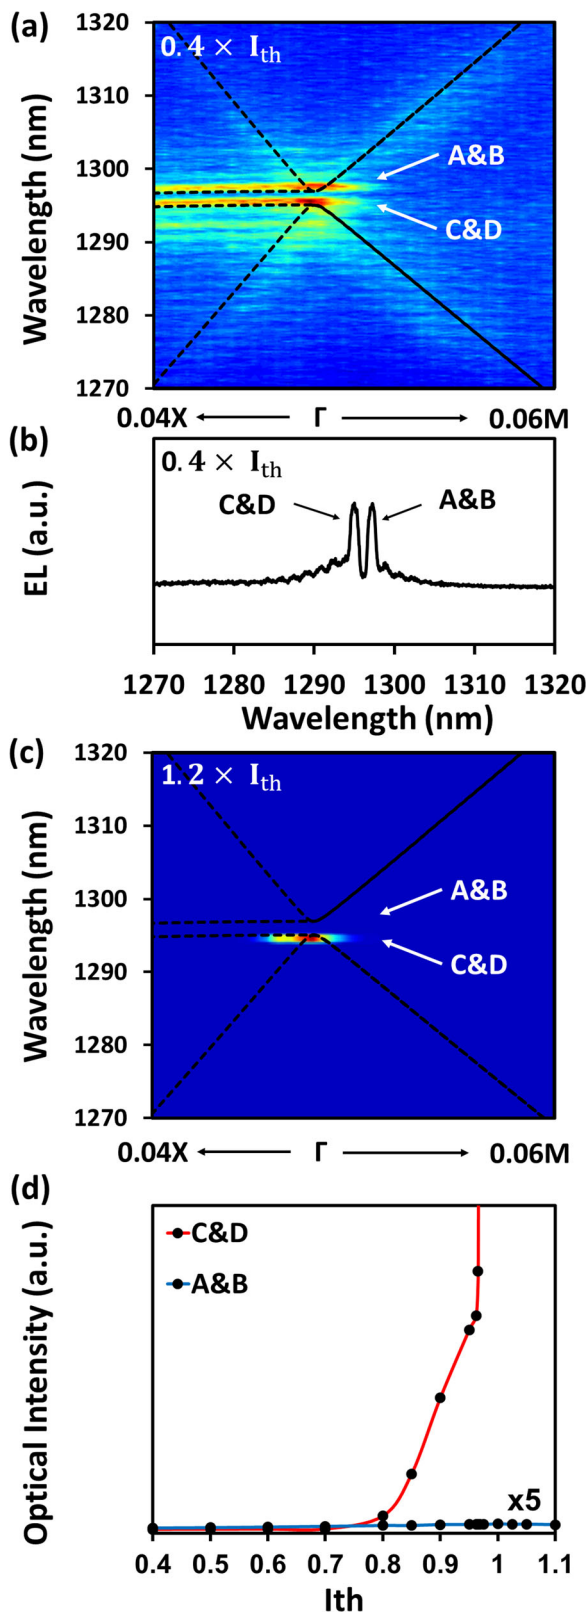 (a)
1320
1310
1300
1290
1280
1270
Wavelength (nm)
0.4 × Ith
A&B
C&D
0.04X Γ 0.06M
(b)
0.4 × Ith
C&D A&B
EL (a.u.)
1270 1280 1290 1300 1310 1320
Wavelength (nm)
(c)
1320
1310
1300
1290
1280
1270
Wavelength (nm)
1.2 × Ith
A&B
C&D
0.04X Γ 0.06M
(d)
Optical Intensity (a.u.)
C&D
A&B
x5
0.4 0.5 0.6 0.7 0.8 0.9 1 1.1
Ith